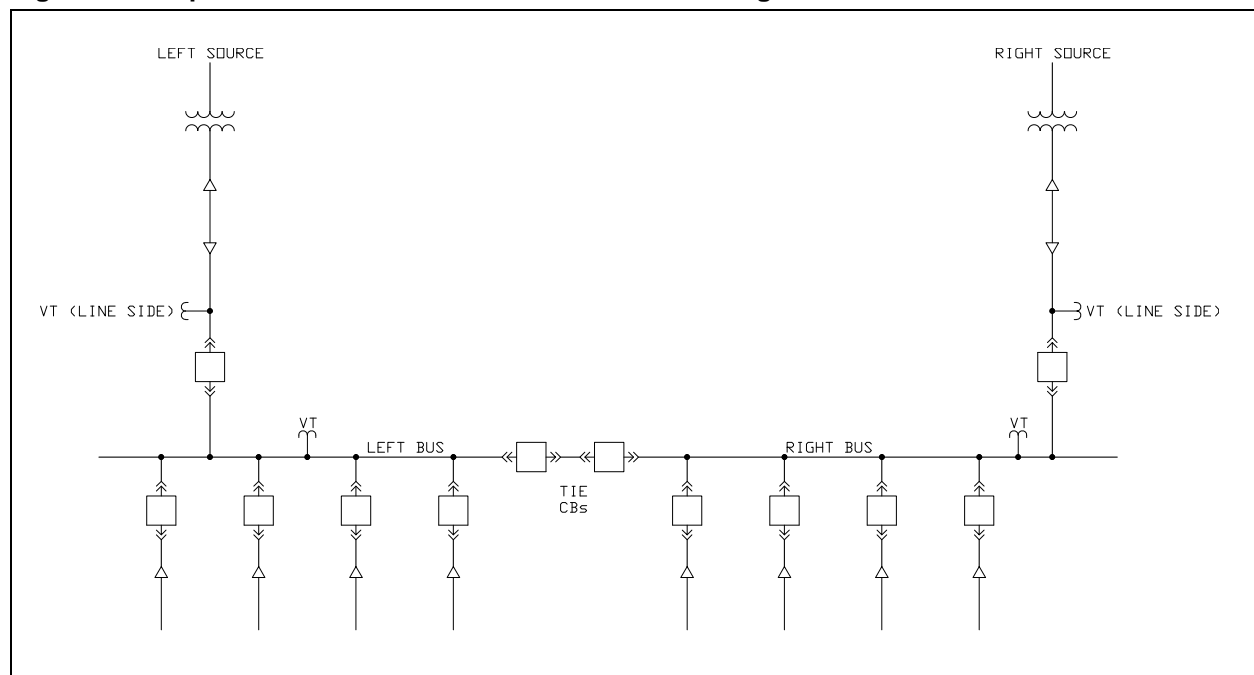 LEFT SOURCE
RIGHT SOURCE
VT (LINE SIDE)
VT (LINE SIDE)
VT
VT
LEFT BUS
RIGHT BUS
TIE
CBs